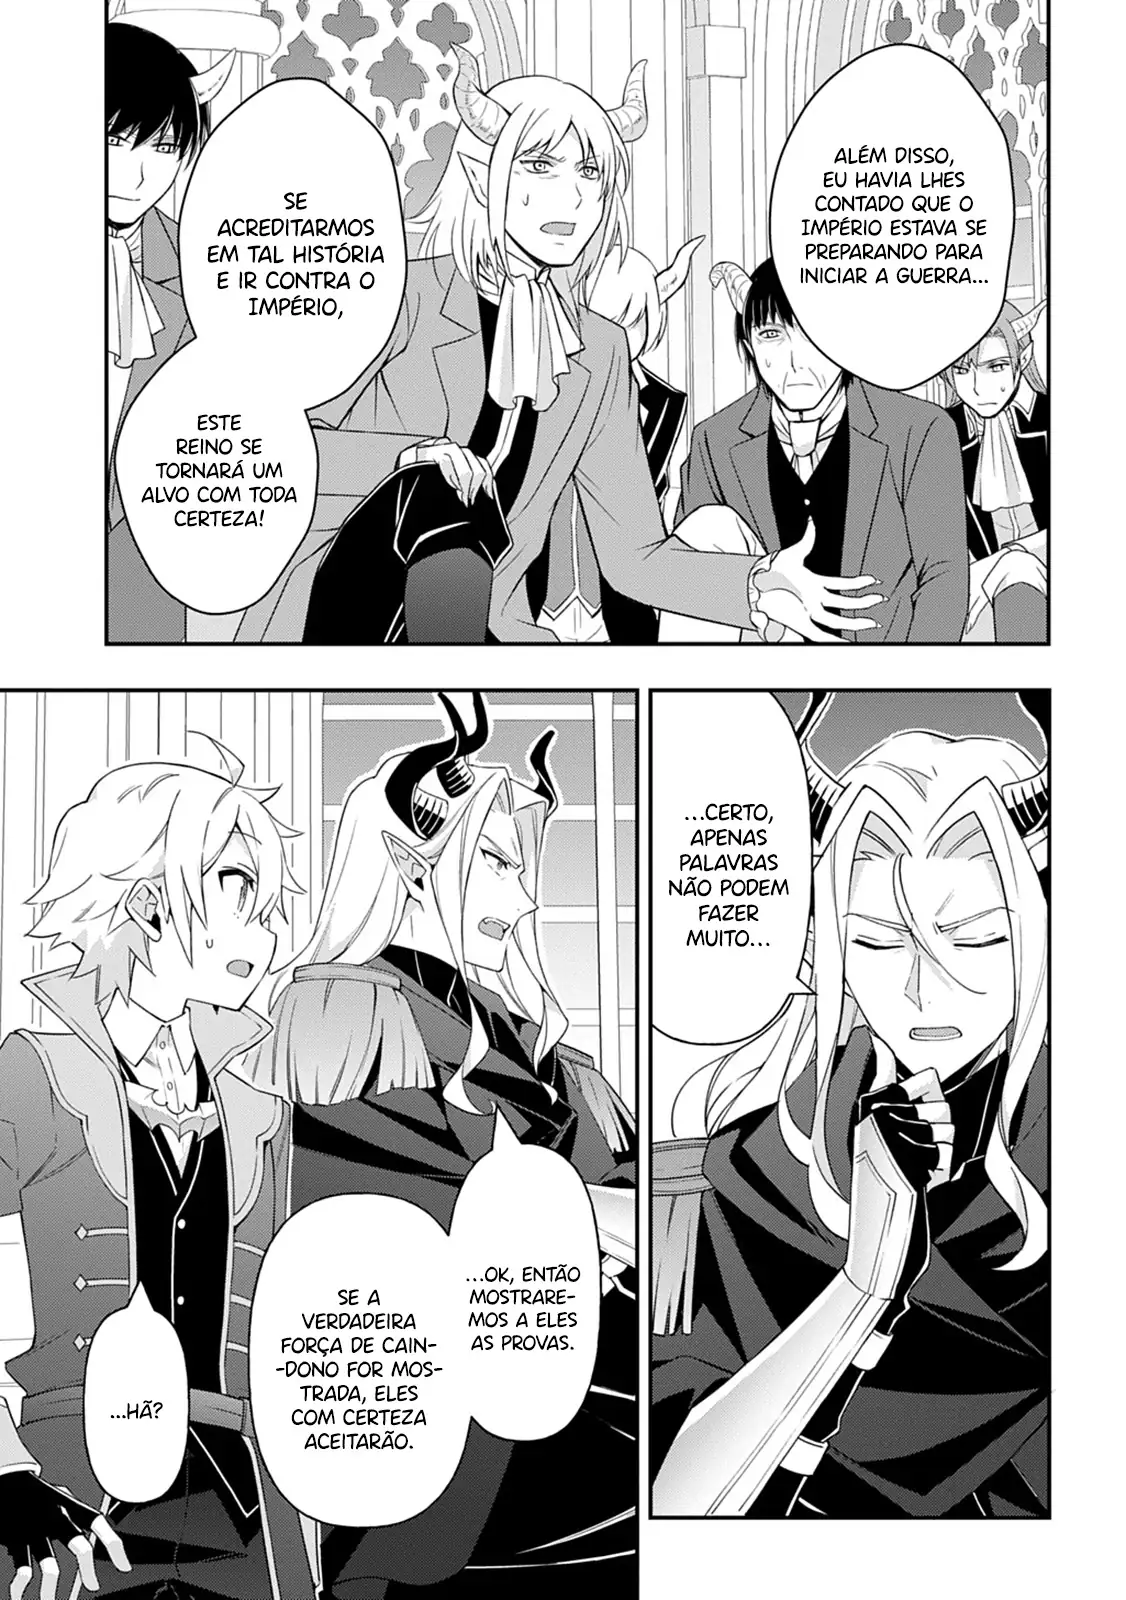 ALÉM DISSO,
EU HAVIA LHES
CONTADO QUE O
IMPÉRIO ESTAVA SE
PREPARANDO PARA
INICIAR A GUERRA...
SE
ACREDITARMOS
EM TAL HISTÓRIA
E IR CONTRA O
IMPÉRIO,
ESTE
REINO SE
TORNARÁ UM
ALVO COM TODA
CERTEZA!
...CERTO,
APENAS
PALAVRAS
NÃO PODEM
FAZER
MUITO...
...OK, ENTÃO
MOSTRARE-
MOS A ELES
AS PROVAS.
SE A
VERDADEIRA
FORÇA DE CAIN-
-DONO FOR MOS-
TRADA, ELES
COM CERTEZA
ACEITARÃO.
...HÃ?